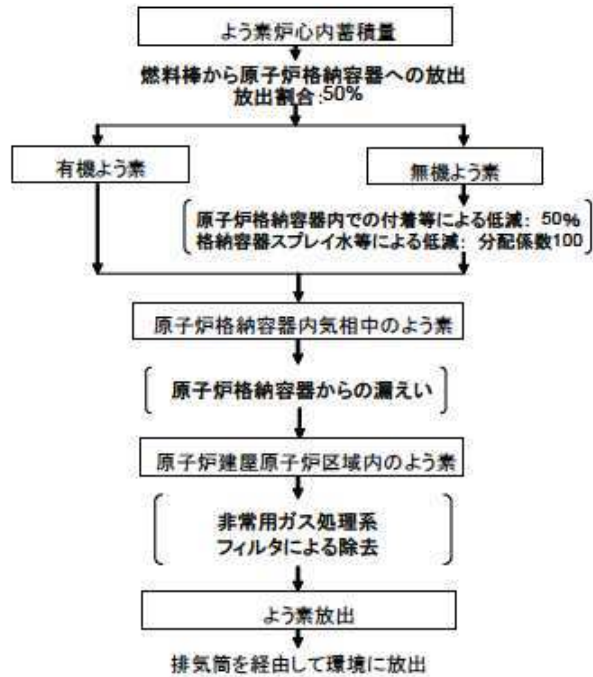 よう素炉心内蓄積量
燃料棒から原子炉格納容器への放出
放出割合:50%
有機よう素
無機よう素
原子炉格納容器内での付着等による低減: 50%
格納容器スプレイ水等による低減: 分配係数100
原子炉格納容器内気相中のよう素
原子炉格納容器からの漏えい
原子炉建屋原子炉区域内のよう素
非常用ガス処理系
フィルタによる除去
よう素放出
排気筒を経由して環境に放出